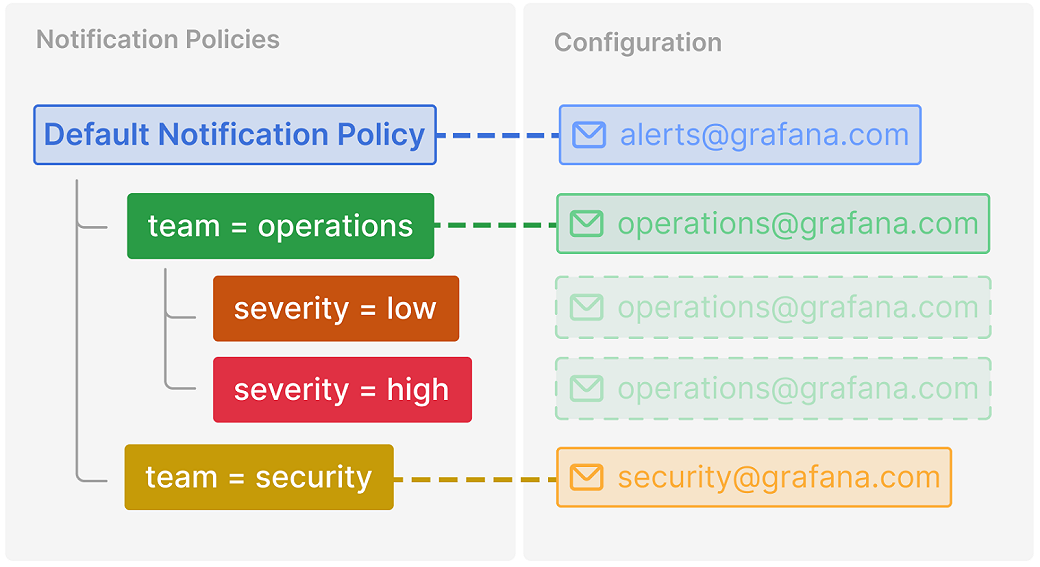 Notification Policies
Configuration
Default Notification Policy
alerts@grafana.com
team = operations
operations@grafana.com
severity = low
operations@grafana.com
severity = high
operations@grafana.com
team = security
security@grafana.com